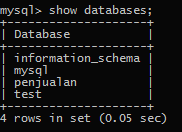 mysql> show databases;
+--------------------+
| Database           |
+--------------------+
| information_schema |
| mysql              |
| penjualan          |
| test               |
+--------------------+
4 rows in set (0.05 sec)